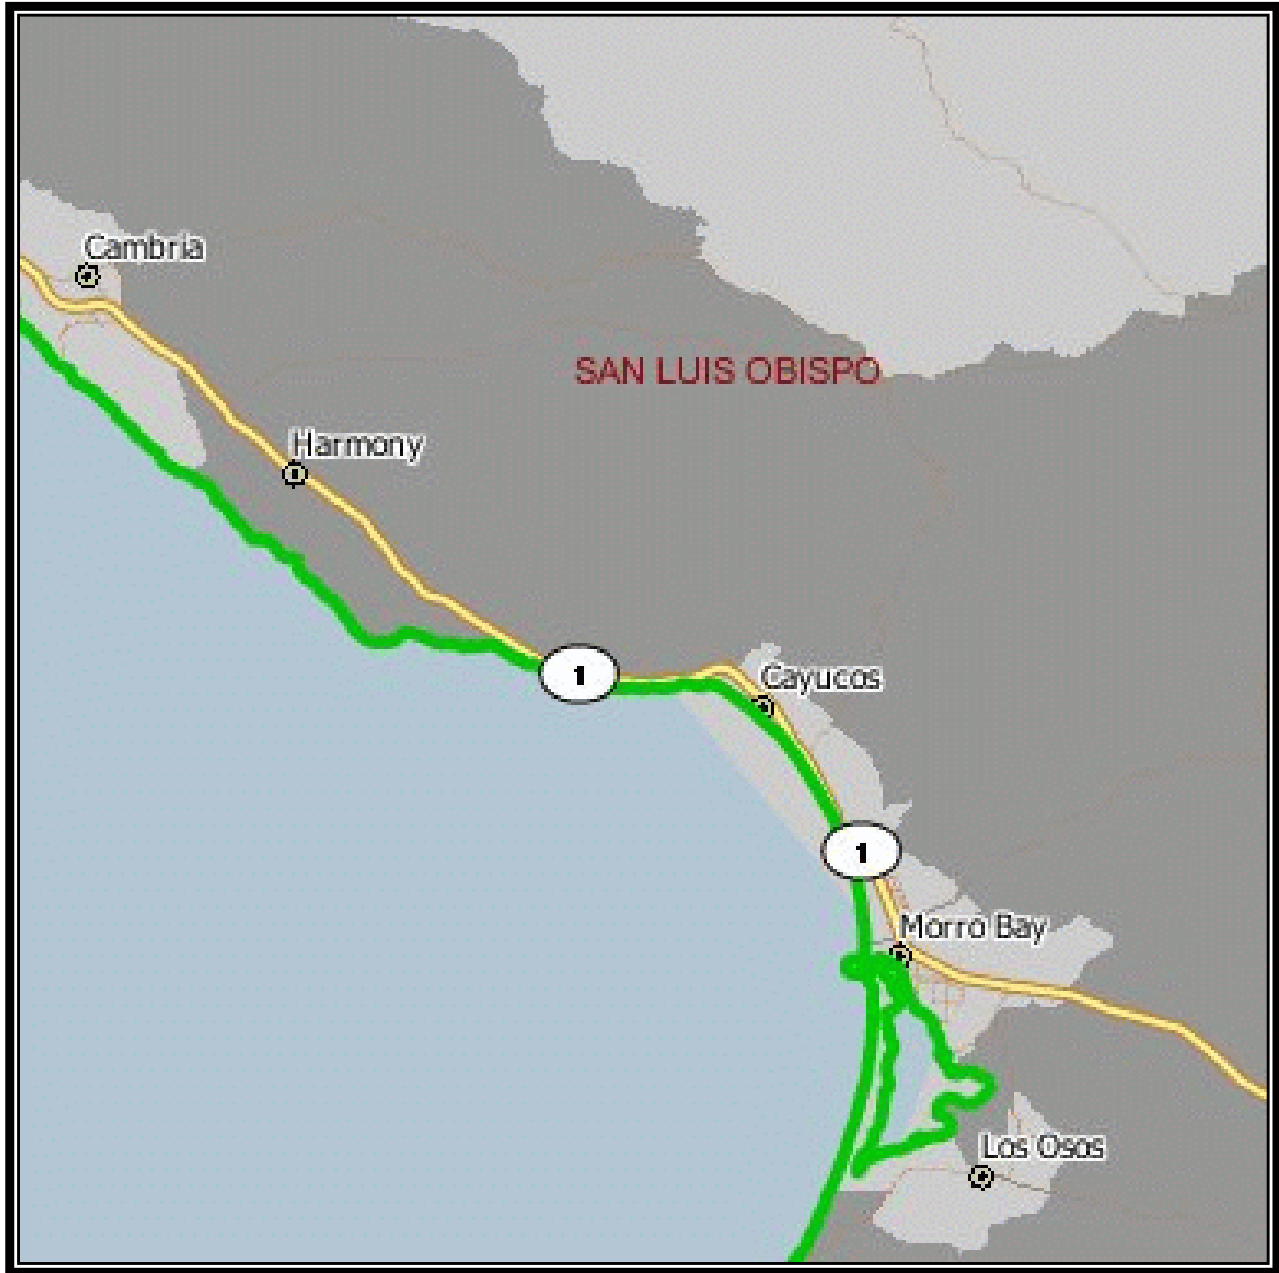 Cambria
SAN LUIS OBISPO
Harmony
1
Cayucos
1
Morro Bay
Los Osos